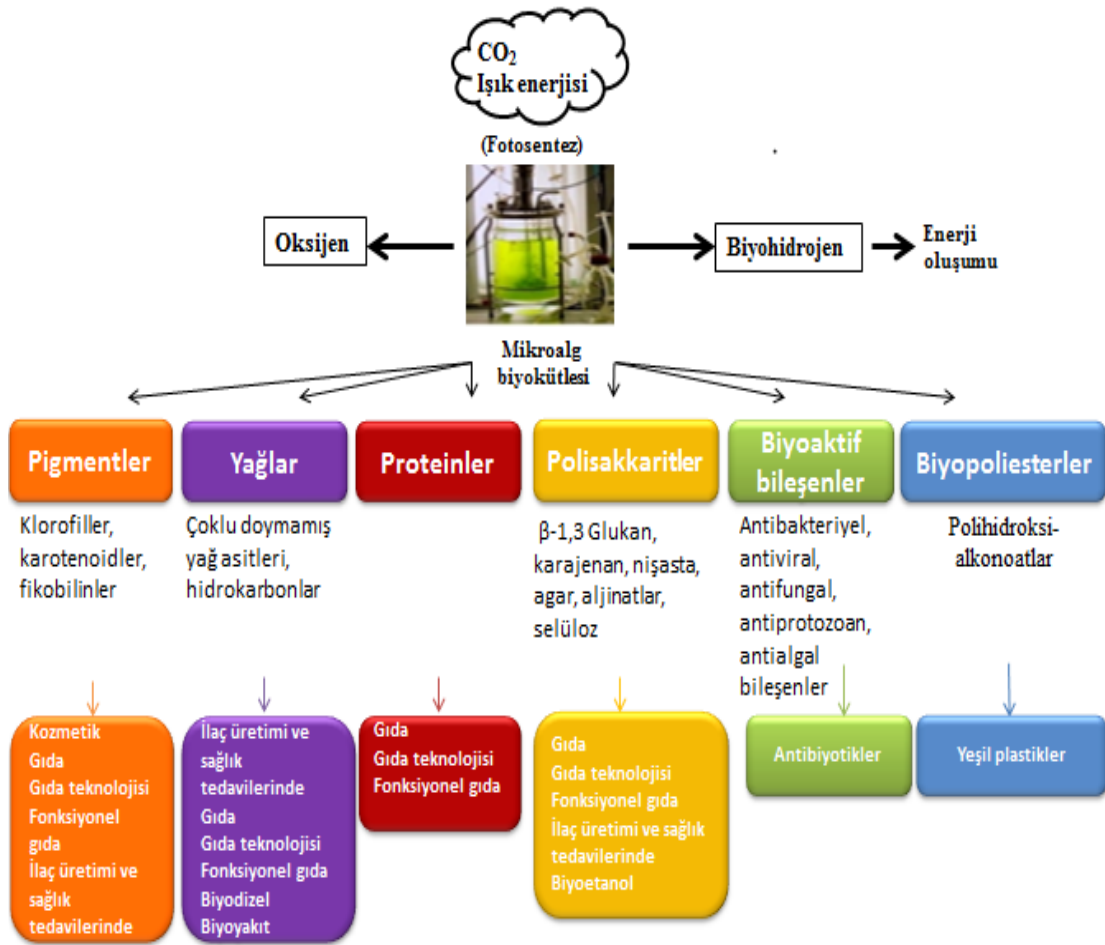 CO₂
Işık enerjisi
(Fotosentez)
Oksijen
Biyohidrojen
Enerji
oluşumu
Mikroalg
biyokütlesi
Pigmentler
Yağlar
Proteinler
Polisakkaritler
Biyoaktif
bileşenler
Biyopoliesterler
Klorofiller,
karotenoidler,
fikobilinler
Çoklu doymamış
yağ asitleri,
hidrokarbonlar
β-1,3 Glukan,
karajenan, nişasta,
agar, aljinatlar,
selüloz
Antibakteriyel,
antiviral,
antifungal,
antiprotozoan,
antialgal
bileşenler
Polihidroksi-
alkonoatlar
Kozmetik
Gıda
Gıda teknolojisi
Fonksiyonel
gıda
İlaç üretimi ve
sağlık
tedavilerinde
İlaç üretimi ve
sağlık
tedavilerinde
Gıda
Gıda teknolojisi
Fonksiyonel gıda
Biyodizel
Biyoyakıt
Gıda
Gıda teknolojisi
Fonksiyonel gıda
Gıda
Gıda teknolojisi
Fonksiyonel gıda
İlaç üretimi ve sağlık
tedavilerinde
Biyoetanol
Antibiyotikler
Yeşil plastikler